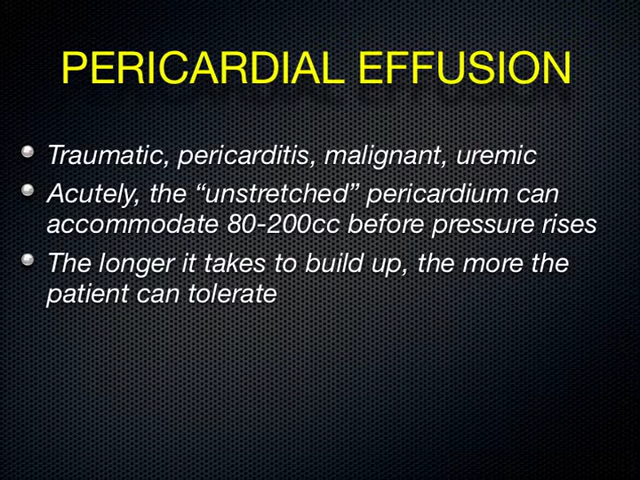 PERICARDIAL EFFUSION
Traumatic, pericarditis, malignant, uremic
Acutely, the “unstretched” pericardium can
accommodate 80-200cc before pressure rises
The longer it takes to build up, the more the
patient can tolerate